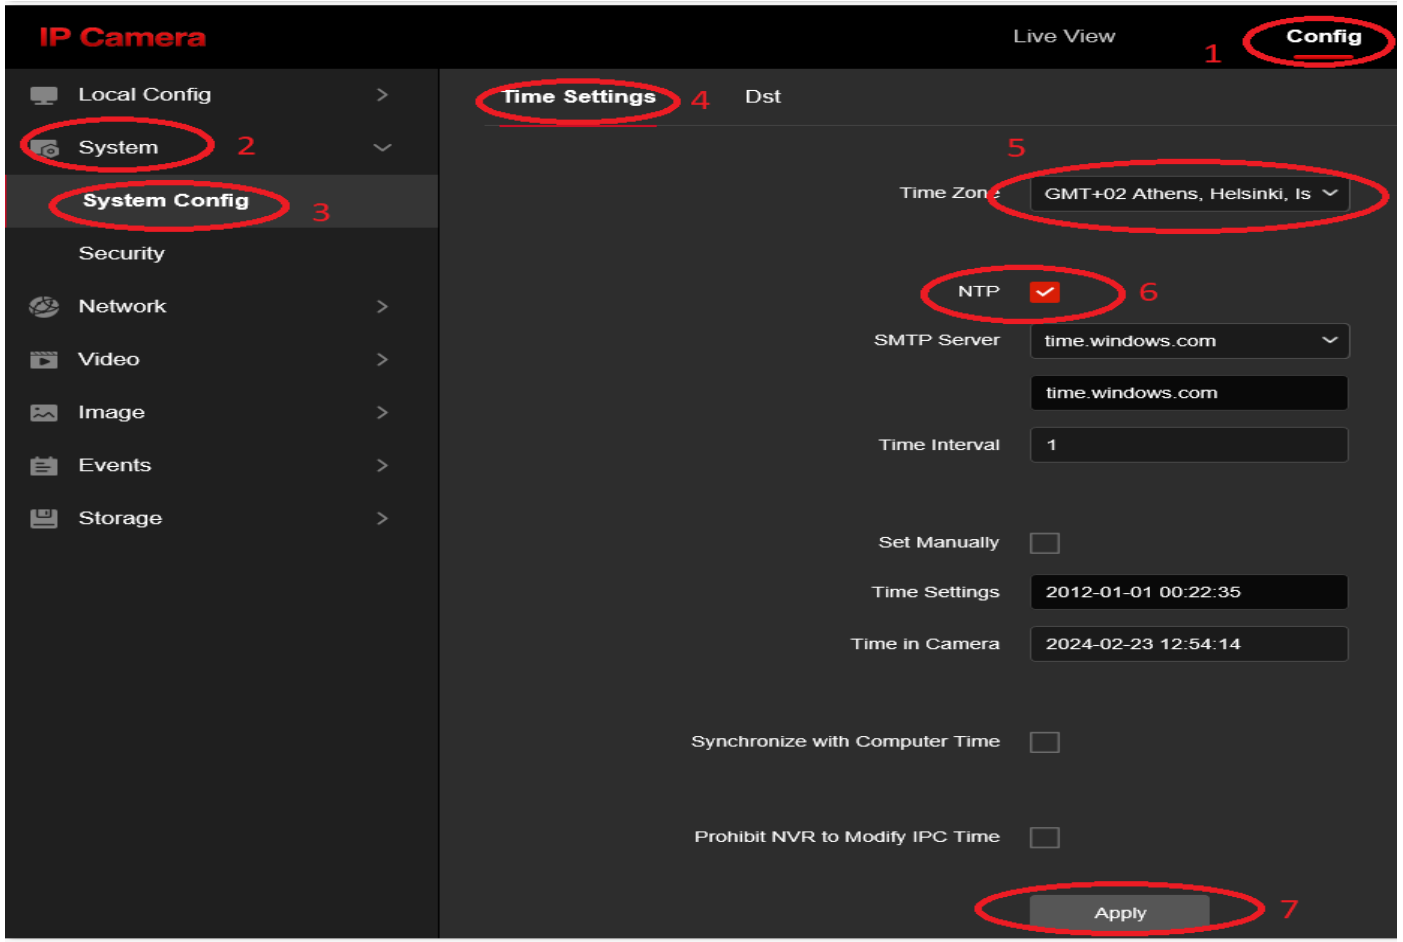 IP Camera
Live View
1
Config
Local Config
Time Settings
4
Dst
System
2
5
System Config
3
Time Zone
GMT+02 Athens, Helsinki, Is
Security
Network
NTP
6
Video
SMTP Server
time.windows.com
time.windows.com
Image
Time Interval
1
Events
Storage
Set Manually
Time Settings
2012-01-01 00:22:35
Time in Camera
2024-02-23 12:54:14
Synchronize with Computer Time
Prohibit NVR to Modify IPC Time
Apply
7